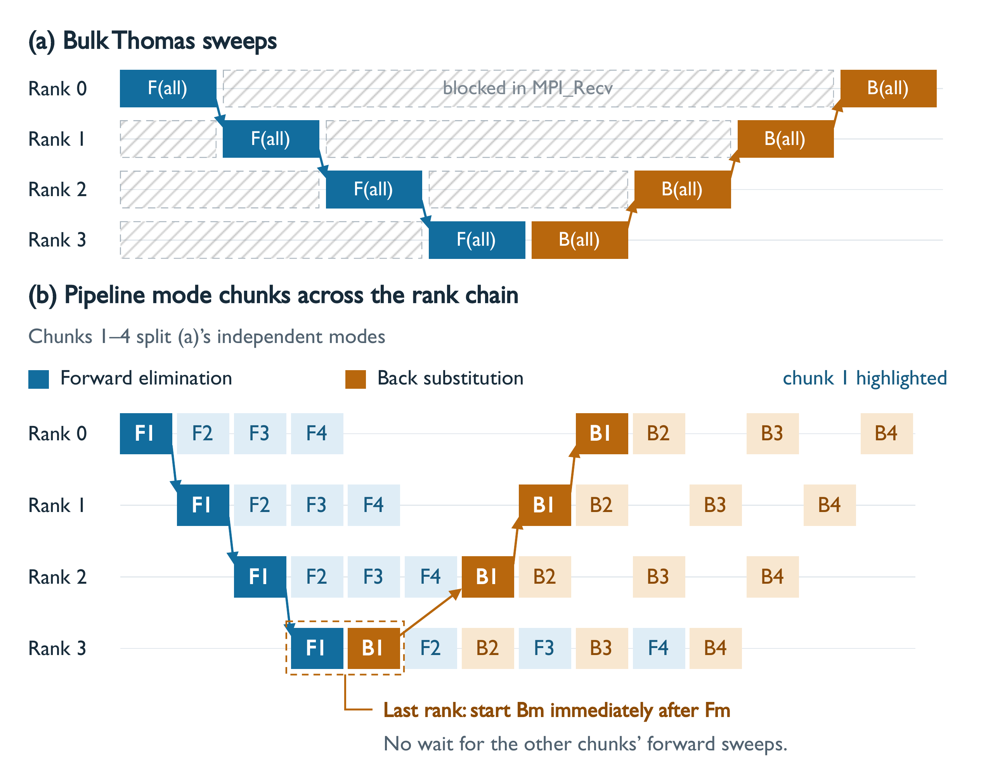 (a) Bulk Thomas sweeps
Rank 0 F(all) blocked in MPI_Recv B(all)
Rank 1 F(all) B(all)
Rank 2 F(all) B(all)
Rank 3 F(all) B(all)
(b) Pipeline mode chunks across the rank chain
Chunks 1–4 split (a)’s independent modes
Forward elimination Back substitution chunk 1 highlighted
Rank 0 F1 F2 F3 F4 B1 B2 B3 B4
Rank 1 F1 F2 F3 F4 B1 B2 B3 B4
Rank 2 F1 F2 F3 F4 B1 B2 B3 B4
Rank 3 F1 B1 F2 B2 F3 B3 F4 B4
Last rank: start Bm immediately after Fm
No wait for the other chunks’ forward sweeps.